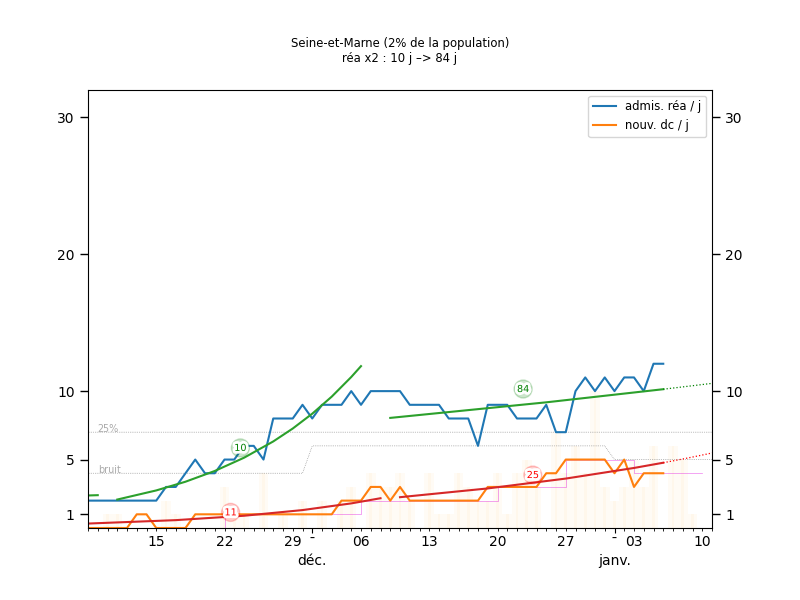 Seine-et-Marne (2% de la population)
réa x2 : 10 j –> 84 j
admis. réa / j
nouv. dc / j
30 30
20 20
10 10
5 5
1 1
25%
bruit
10
84
11
25
15 22 29 - 06 13 20 27 - 03 10
déc. janv.